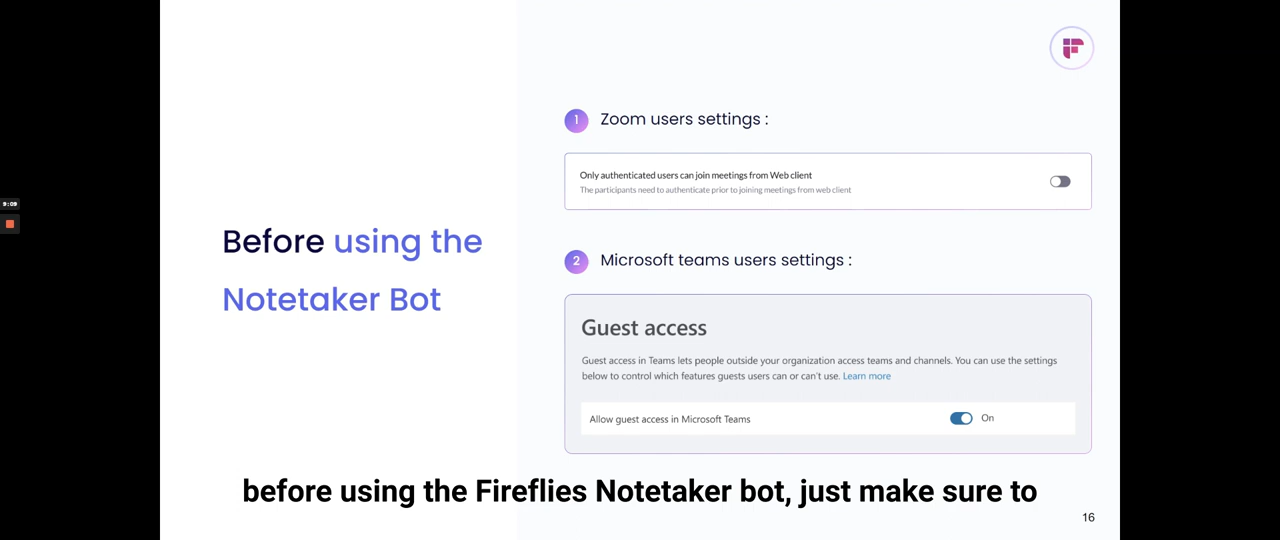 1 Zoom users settings :
Only authenticated users can join meetings from Web client
The participants need to authenticate prior to joining meetings from web client
9:09
Before using the
Notetaker Bot
2 Microsoft teams users settings :
Guest access
Guest access in Teams lets people outside your organization access teams and channels. You can use the settings
below to control which features guests users can or can't use. Learn more
Allow guest access in Microsoft Teams On
before using the Fireflies Notetaker bot, just make sure to
16